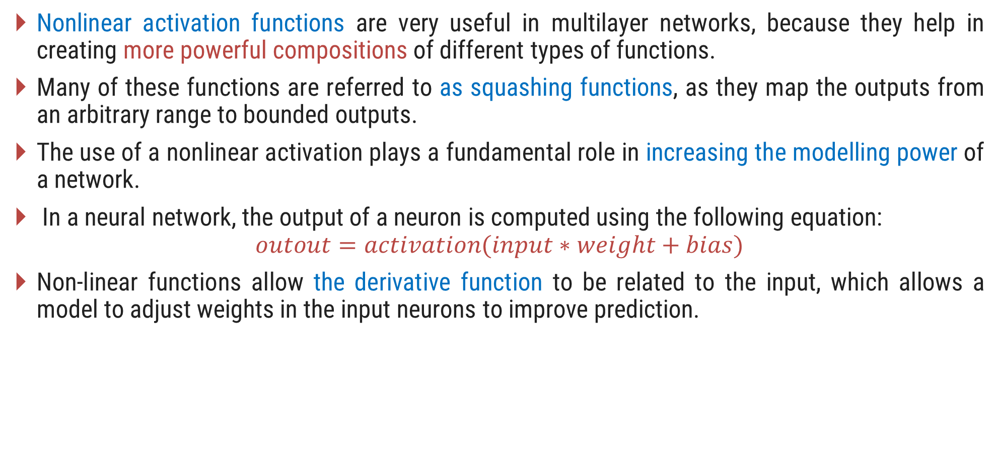 Nonlinear activation functions are very useful in multilayer networks, because they help in
creating more powerful compositions of different types of functions.
Many of these functions are referred to as squashing functions, as they map the outputs from
an arbitrary range to bounded outputs.
The use of a nonlinear activation plays a fundamental role in increasing the modelling power of
a network.
In a neural network, the output of a neuron is computed using the following equation:
outout = activation(input * weight + bias)
Non-linear functions allow the derivative function to be related to the input, which allows a
model to adjust weights in the input neurons to improve prediction.